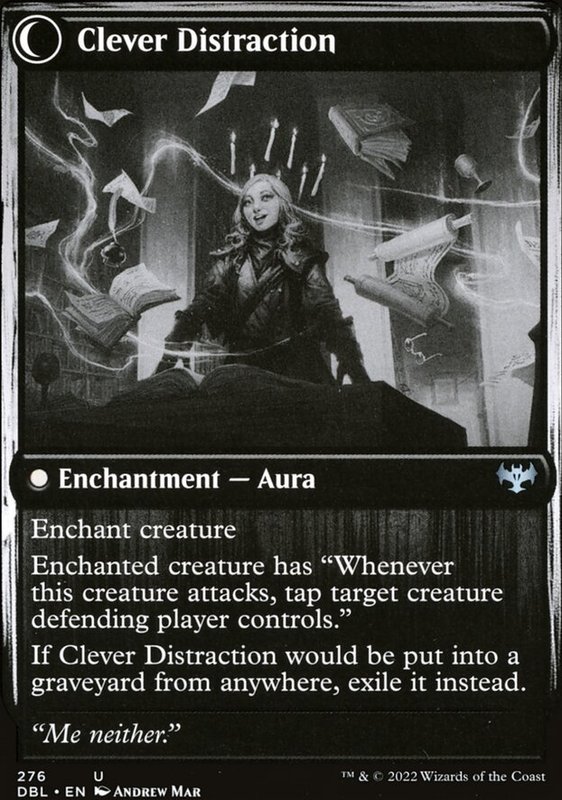 Clever Distraction
Enchantment — Aura
Enchant creature
Enchanted creature has “Whenever
this creature attacks, tap target creature
defending player controls.”
If Clever Distraction would be put into a
graveyard from anywhere, exile it instead.
“Me neither.”
276 U
DBL • EN Andrew Mar
™ & © 2022 Wizards of the Coast